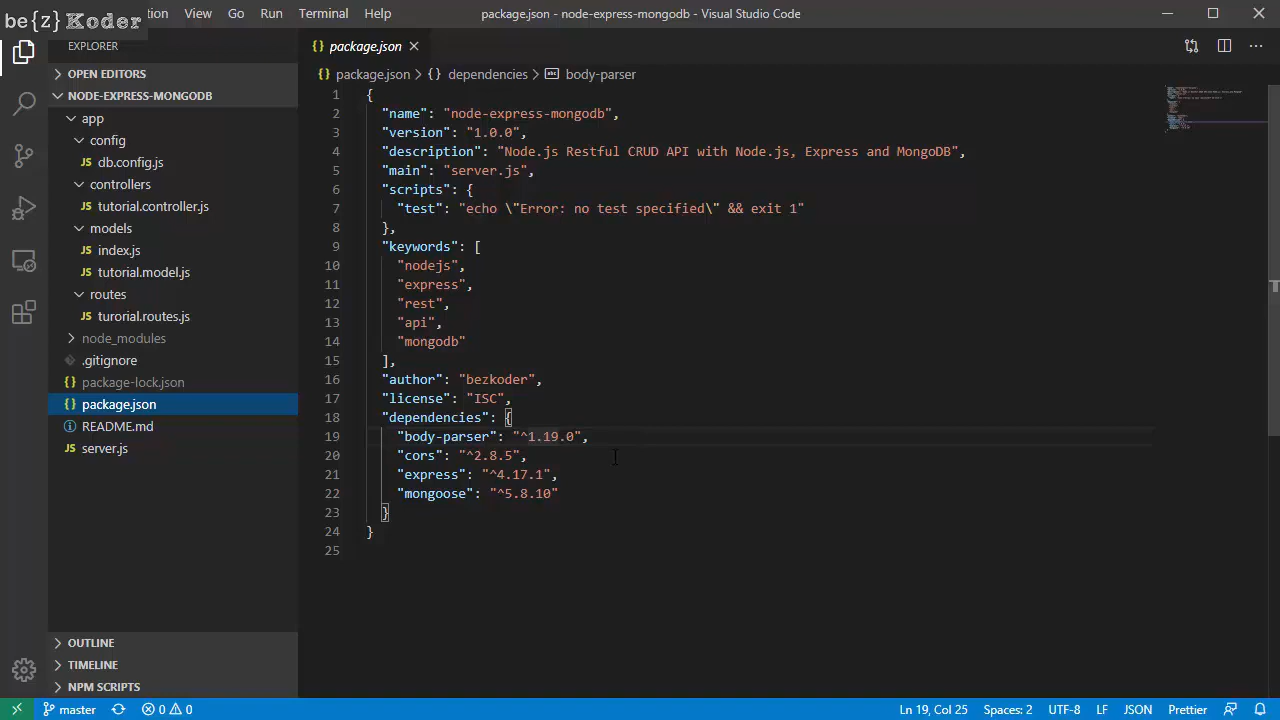 be{z}Koder
tion View Go Run Terminal Help
package.json - node-express-mongodb - Visual Studio Code
EXPLORER
OPEN EDITORS
NODE-EXPRESS-MONGODB
app
config
JS db.config.js
controllers
JS tutorial.controller.js
models
JS index.js
JS tutorial.model.js
routes
JS turorial.routes.js
node_modules
.gitignore
{} package-lock.json
{} package.json
README.md
JS server.js
OUTLINE
TIMELINE
NPM SCRIPTS
{} package.json
{} package.json > {} dependencies > abc body-parser
1 {
2 "name": "node-express-mongodb",
3 "version": "1.0.0",
4 "description": "Node.js Restful CRUD API with Node.js, Express and MongoDB",
5 "main": "server.js",
6 "scripts": {
7 "test": "echo \"Error: no test specified\" && exit 1"
8 },
9 "keywords": [
10 "nodejs",
11 "express",
12 "rest",
13 "api",
14 "mongodb"
15 ],
16 "author": "bezkoder",
17 "license": "ISC",
18 "dependencies": {
19 "body-parser": "^1.19.0",
20 "cors": "^2.8.5",
21 "express": "^4.17.1",
22 "mongoose": "^5.8.10"
23 }
24 }
25
master 0 0 Ln 19, Col 25 Spaces: 2 UTF-8 LF JSON Prettier